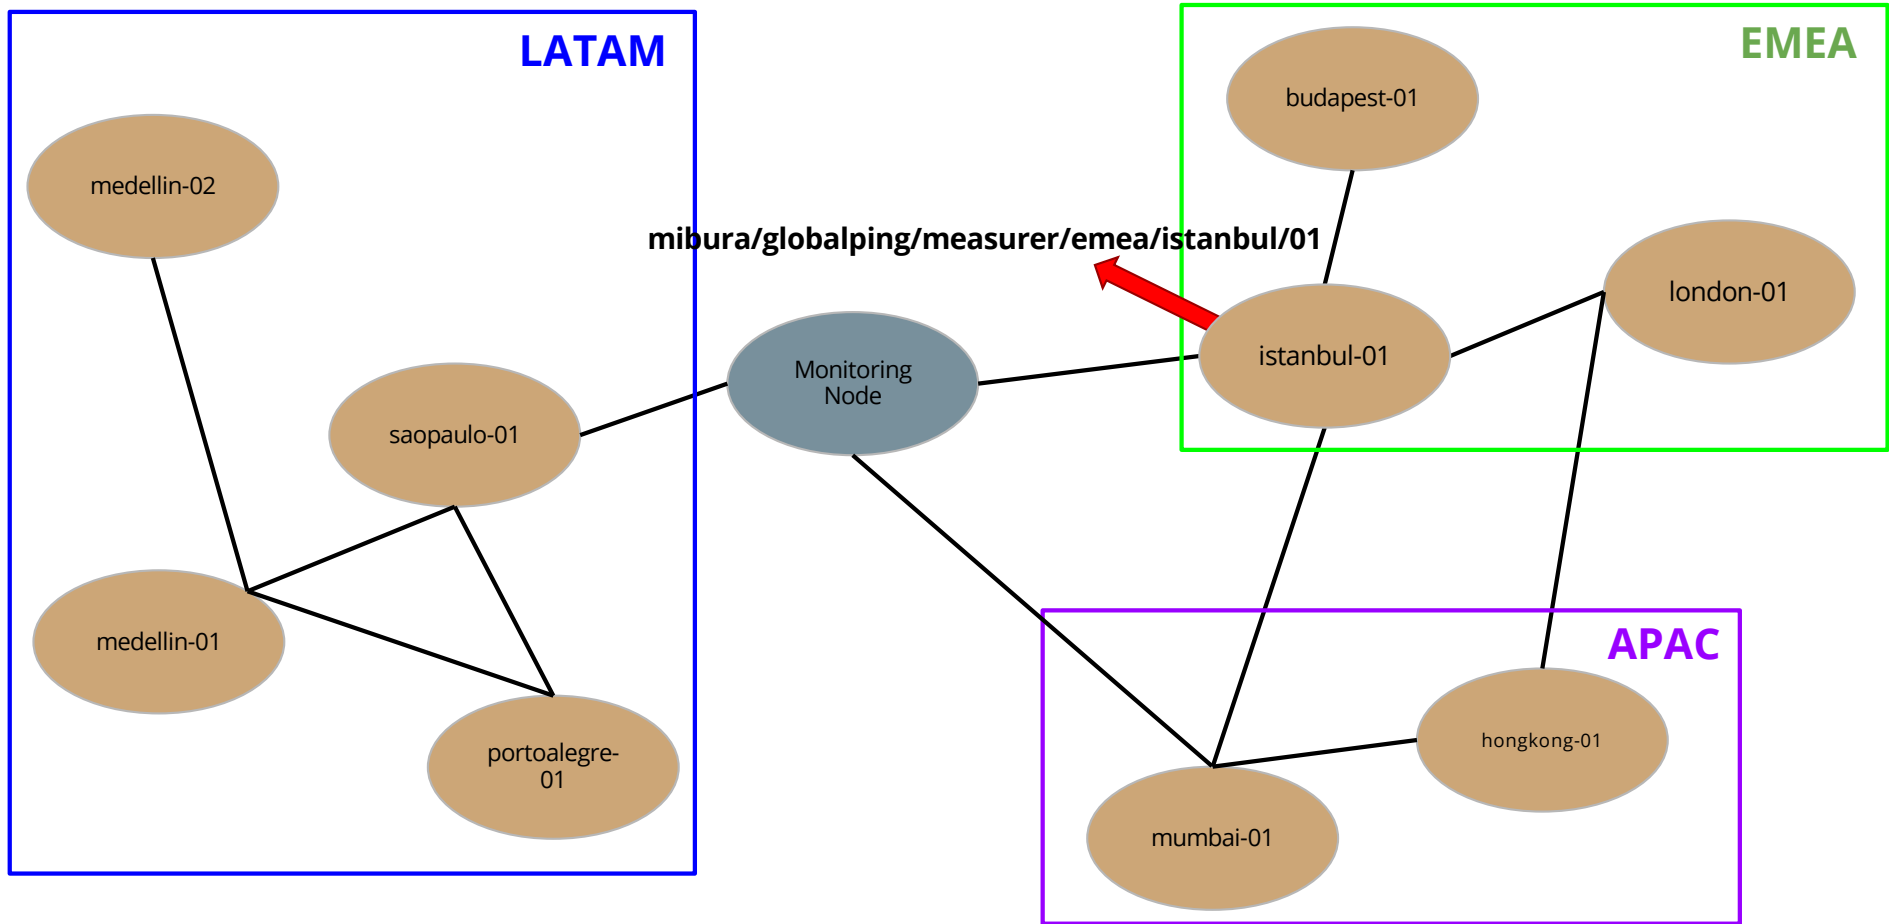 LATAM
EMEA
budapest-01
medellin-02
mibura/globalping/measurer/emea/istanbul/01
london-01
istanbul-01
Monitoring
Node
saopaulo-01
medellin-01
APAC
portoalegre-
01
hongkong-01
mumbai-01